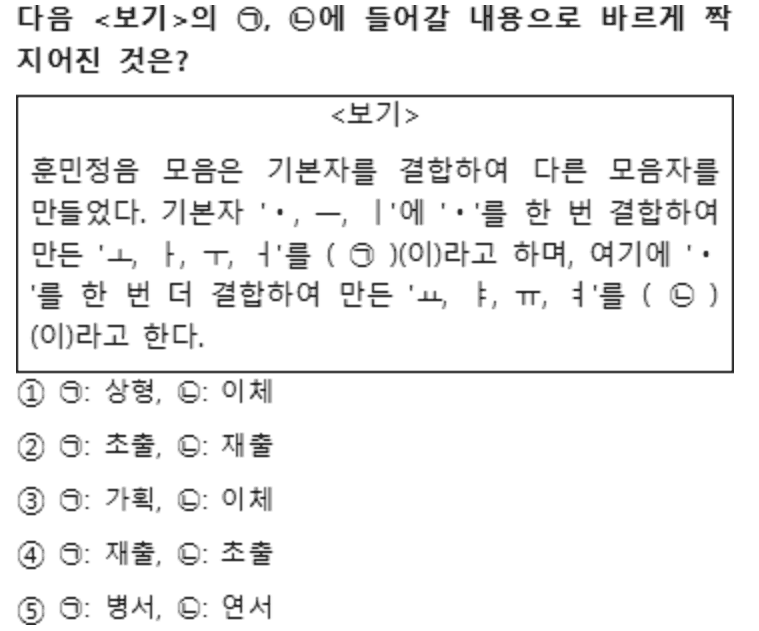 다음 <보기>의 ㉠, ㉡에 들어갈 내용으로 바르게 짝
지어진 것은?
<보기>
훈민정음 모음은 기본자를 결합하여 다른 모음자를
만들었다. 기본자 'ㆍ, ㅡ, ㅣ'에 'ㆍ'를 한 번 결합하여
만든 'ㅗ, ㅏ, ㅜ, ㅓ'를 ( ㉠ )(이)라고 하며, 여기에 'ㆍ
'를 한 번 더 결합하여 만든 'ㅛ, ㅑ, ㅠ, ㅕ'를 ( ㉡ )
(이)라고 한다.
① ㉠: 상형, ㉡: 이체
② ㉠: 초출, ㉡: 재출
③ ㉠: 가획, ㉡: 이체
④ ㉠: 재출, ㉡: 초출
⑤ ㉠: 병서, ㉡: 연서